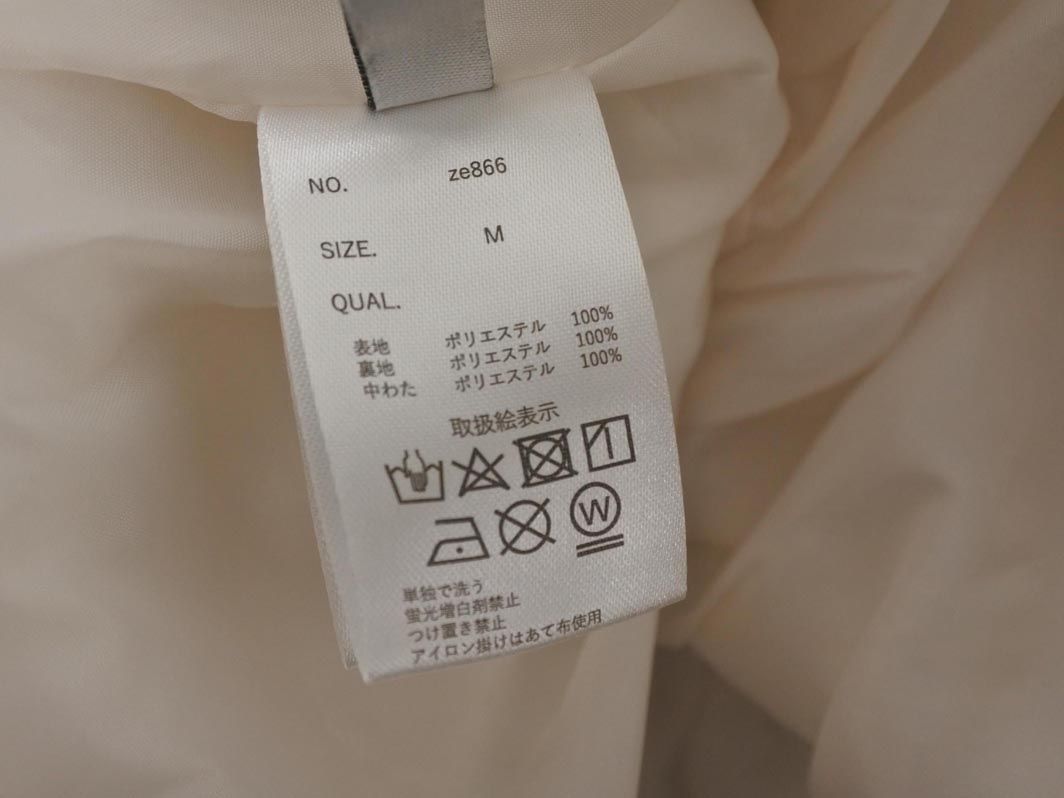 NO. ze866
SIZE. M
QUAL.
表地 ポリエステル 100%
裏地 ポリエステル 100%
中わた ポリエステル 100%
取扱絵表示
W
単独で洗う
蛍光増白剤禁止
つけ置き禁止
アイロン掛けはあて布使用